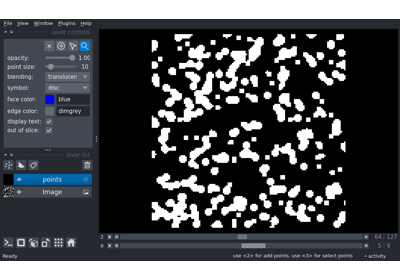 File View Window Plugins Help
layer controls
opacity: 1.00
point size: 10
blending: translucen
symbol: disc
face color: blue
edge color: dimgrey
display text:
out of slice:
layer list
points
Image
2 64 127
0 5 9
Ready use <2> for add points, use <3> for select points activity